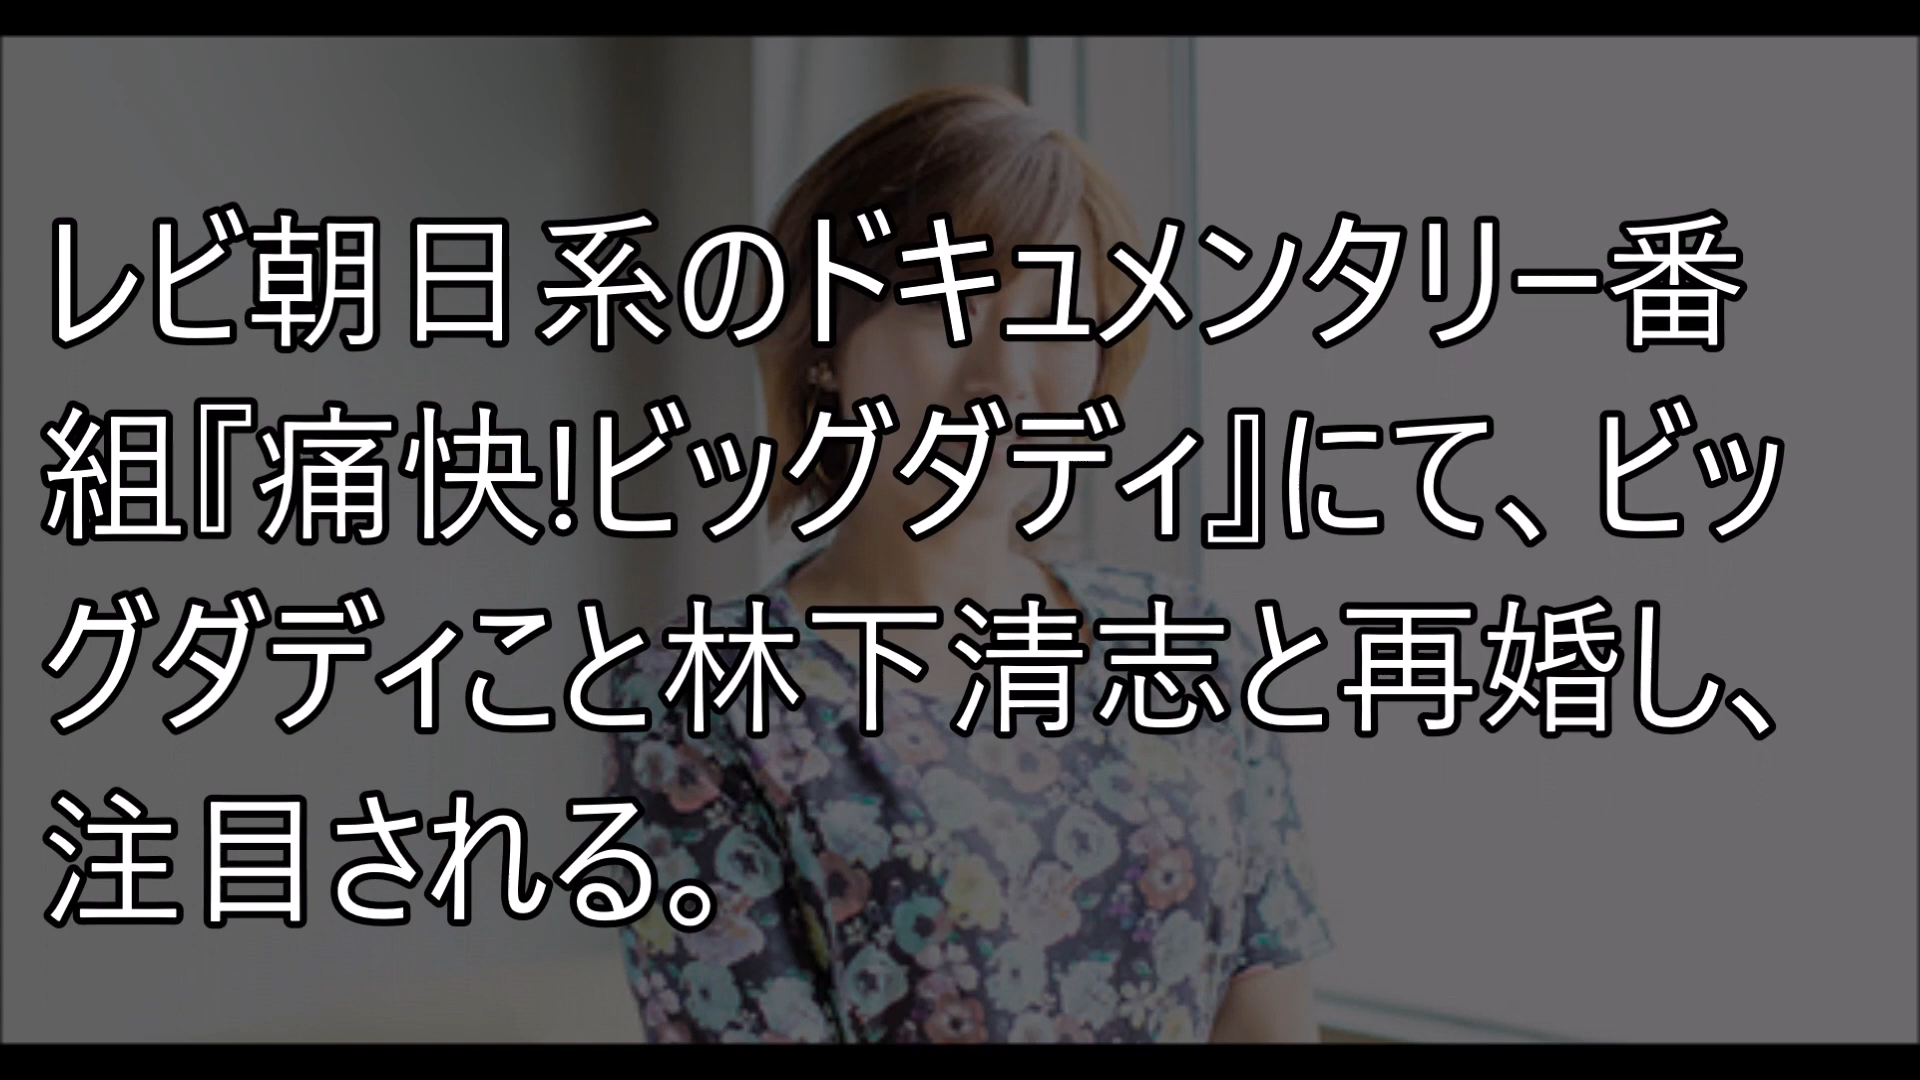 レビ朝日系のドキュメンタリー番
組『痛快!ビッグダディ』にて、ビッ
グダディこと林下清志と再婚し、
注目される。